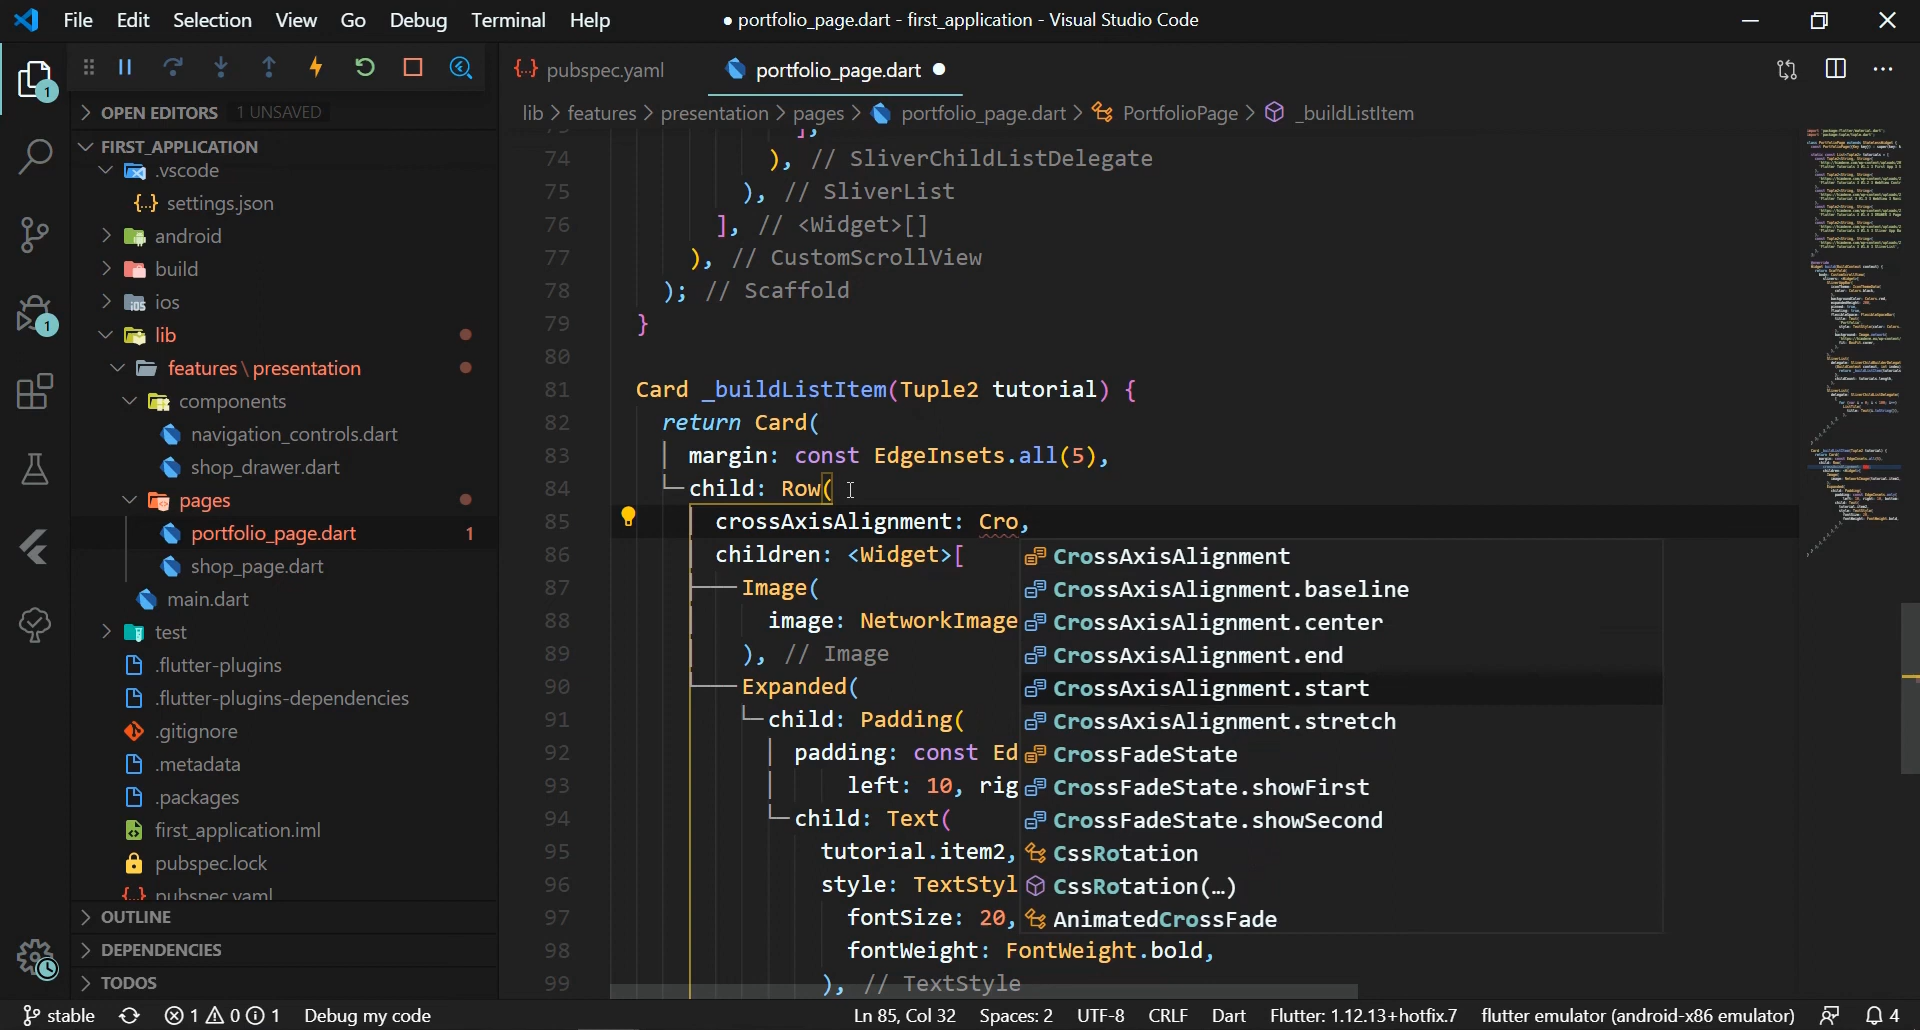 File Edit Selection View Go Debug Terminal Help
● portfolio_page.dart - first_application - Visual Studio Code
pubspec.yaml
portfolio_page.dart
OPEN EDITORS 1 UNSAVED
lib > features > presentation > pages > portfolio_page.dart > PortfolioPage > _buildListItem
FIRST_APPLICATION
.vscode
settings.json
android
build
ios
lib
features \ presentation
components
navigation_controls.dart
shop_drawer.dart
pages
portfolio_page.dart 1
shop_page.dart
main.dart
test
.flutter-plugins
.flutter-plugins-dependencies
.gitignore
.metadata
.packages
first_application.iml
pubspec.lock
pubspec.yaml
OUTLINE
DEPENDENCIES
TODOS
74 ), // SliverChildListDelegate
75 ), // SliverList
76 ], // <Widget>[]
77 ), // CustomScrollView
78 ); // Scaffold
79 }
80
81 Card _buildListItem(Tuple2 tutorial) {
82 return Card(
83 margin: const EdgeInsets.all(5),
84 child: Row(
85 crossAxisAlignment: Cro,
86 children: <Widget>[
87 Image(
88 image: NetworkImage
89 ), // Image
90 Expanded(
91 child: Padding(
92 padding: const Ed
93 left: 10, rig
94 child: Text(
95 tutorial.item2,
96 style: TextStyl
97 fontSize: 20,
98 fontWeight: FontWeight.bold,
99 ), // TextStyle
CrossAxisAlignment
CrossAxisAlignment.baseline
CrossAxisAlignment.center
CrossAxisAlignment.end
CrossAxisAlignment.start
CrossAxisAlignment.stretch
CrossFadeState
CrossFadeState.showFirst
CrossFadeState.showSecond
CssRotation
CssRotation(…)
AnimatedCrossFade
stable 1 0 1 Debug my code Ln 85, Col 32 Spaces: 2 UTF-8 CRLF Dart Flutter: 1.12.13+hotfix.7 flutter emulator (android-x86 emulator) 4